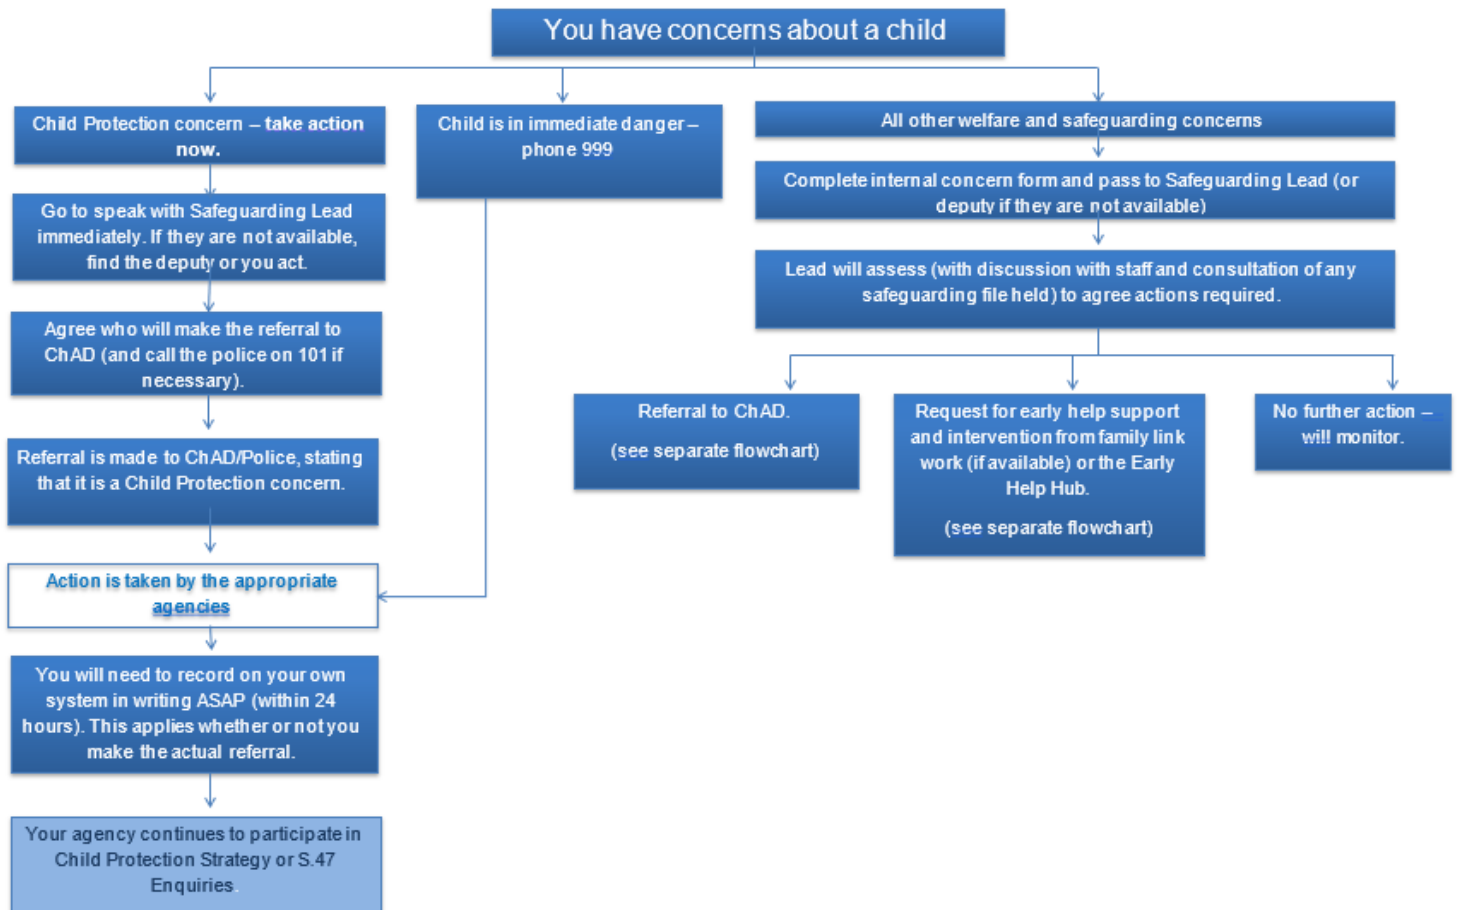 You have concerns about a child
Child Protection concern – take action
now.
Go to speak with Safeguarding Lead
immediately. If they are not available,
find the deputy or you act.
Agree who will make the referral to
ChAD (and call the police on 101 if
necessary).
Referral is made to ChAD/Police, stating
that it is a Child Protection concern.
Action is taken by the appropriate
agencies
You will need to record on your own
system in writing ASAP (within 24
hours). This applies whether or not you
make the actual referral.
Your agency continues to participate in
Child Protection Strategy or S.47
Enquiries.
Child is in immediate danger –
phone 999
All other welfare and safeguarding concerns
Complete internal concern form and pass to Safeguarding Lead (or
deputy if they are not available)
Lead will assess (with discussion with staff and consultation of any
safeguarding file held) to agree actions required.
Referral to ChAD.
(see separate flowchart)
Request for early help support
and intervention from family link
work (if available) or the Early
Help Hub.
(see separate flowchart)
No further action –
will monitor.